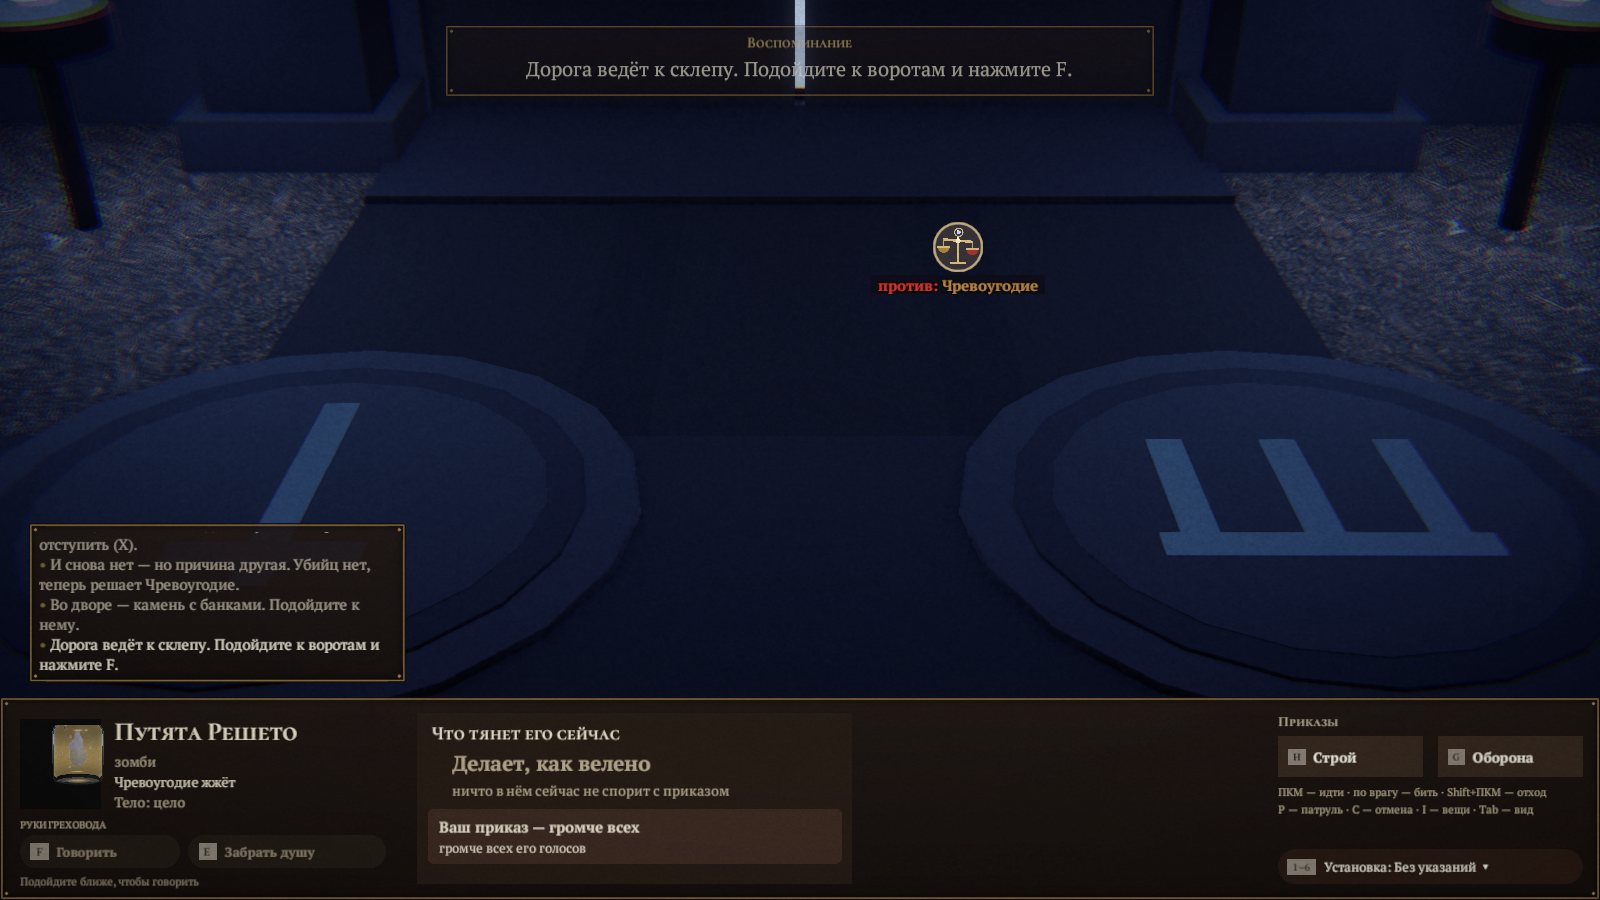 Воспоминание
Дорога ведёт к склепу. Подойдите к воротам и нажмите F.
против: Чревоугодие
I
III
отступить (X).
• И снова нет — но причина другая. Убийц нет,
теперь решает Чревоугодие.
• Во дворе — камень с банками. Подойдите к
нему.
• Дорога ведёт к склепу. Подойдите к воротам и
нажмите F.
Путята Решето
зомби
Чревоугодие жжёт
Тело: цело
РУКИ ГРЕХОВОДА
F Говорить
E Забрать душу
Подойдите ближе, чтобы говорить
Что тянет его сейчас
Делает, как велено
ничто в нём сейчас не спорит с приказом
Ваш приказ — громче всех
громче всех его голосов
Приказы
H Строй
G Оборона
ПКМ — идти · по врагу — бить · Shift+ПКМ — отход
P — патруль · C — отмена · I — вещи · Tab — вид
1–6 Установка: Без указаний ▾